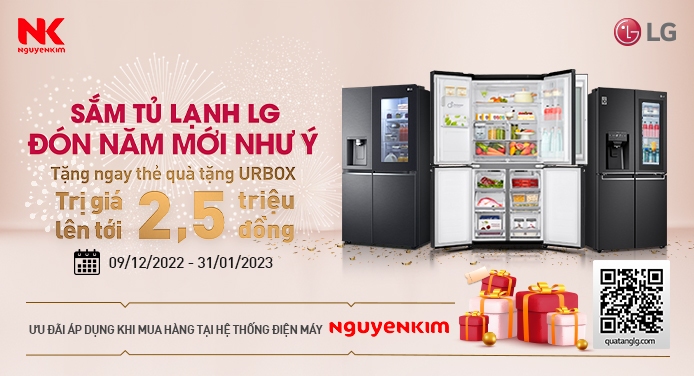 NK
NGUYENKIM
LG
SẮM TỦ LẠNH LG
ĐÓN NĂM MỚI NHƯ Ý
Tặng ngay thẻ quà tặng URBOX
Trị giá lên tới 2,5 triệu đồng
09/12/2022 - 31/01/2023
ƯU ĐÃI ÁP DỤNG KHI MUA HÀNG TẠI HỆ THỐNG ĐIỆN MÁY NGUYENKIM
quatanglg.com